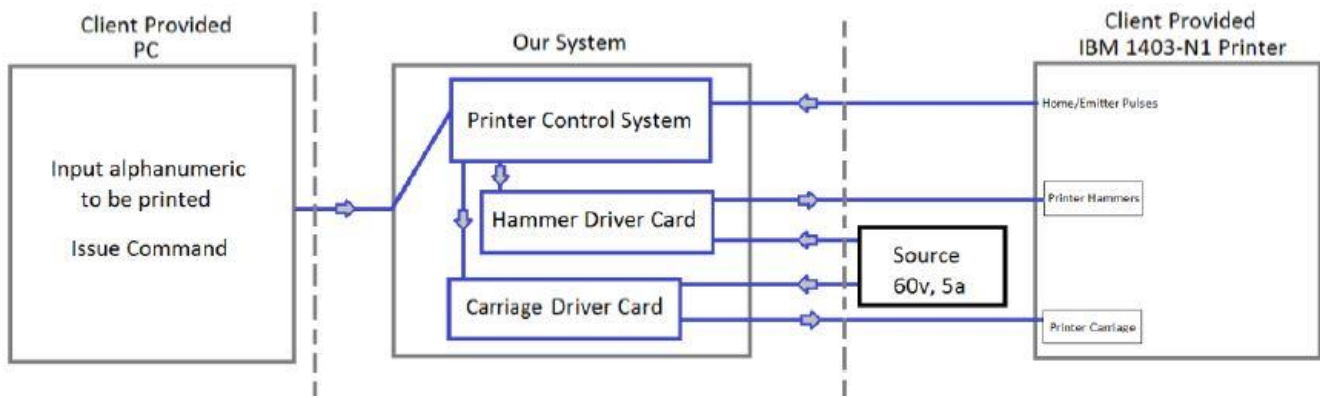 Client Provided
PC
Input alphanumeric
to be printed
Issue Command
Our System
Printer Control System
Hammer Driver Card
Carriage Driver Card
Source
60v, 5a
Client Provided
IBM 1403-N1 Printer
Home/Emitter Pulses
Printer Hammers
Printer Carriage